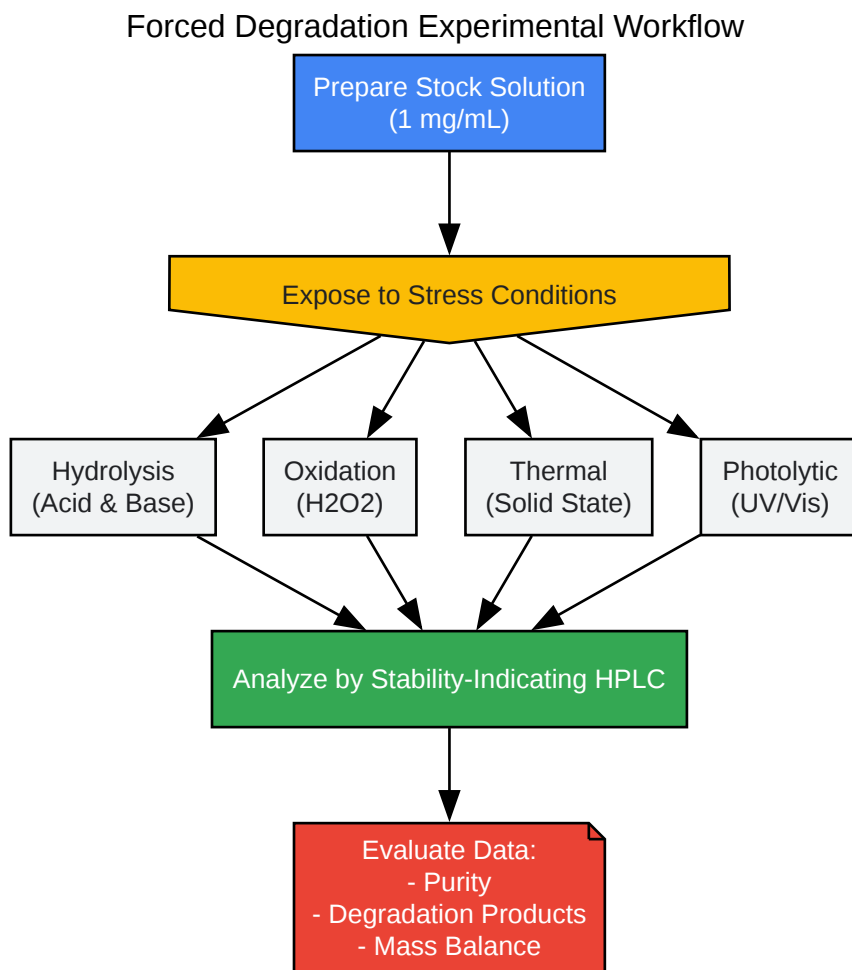 Forced Degradation Experimental Workflow
Prepare Stock Solution
(1 mg/mL)
Expose to Stress Conditions
Hydrolysis
(Acid & Base)
Oxidation
(H2O2)
Thermal
(Solid State)
Photolytic
(UV/Vis)
Analyze by Stability-Indicating HPLC
Evaluate Data:
- Purity
- Degradation Products
- Mass Balance